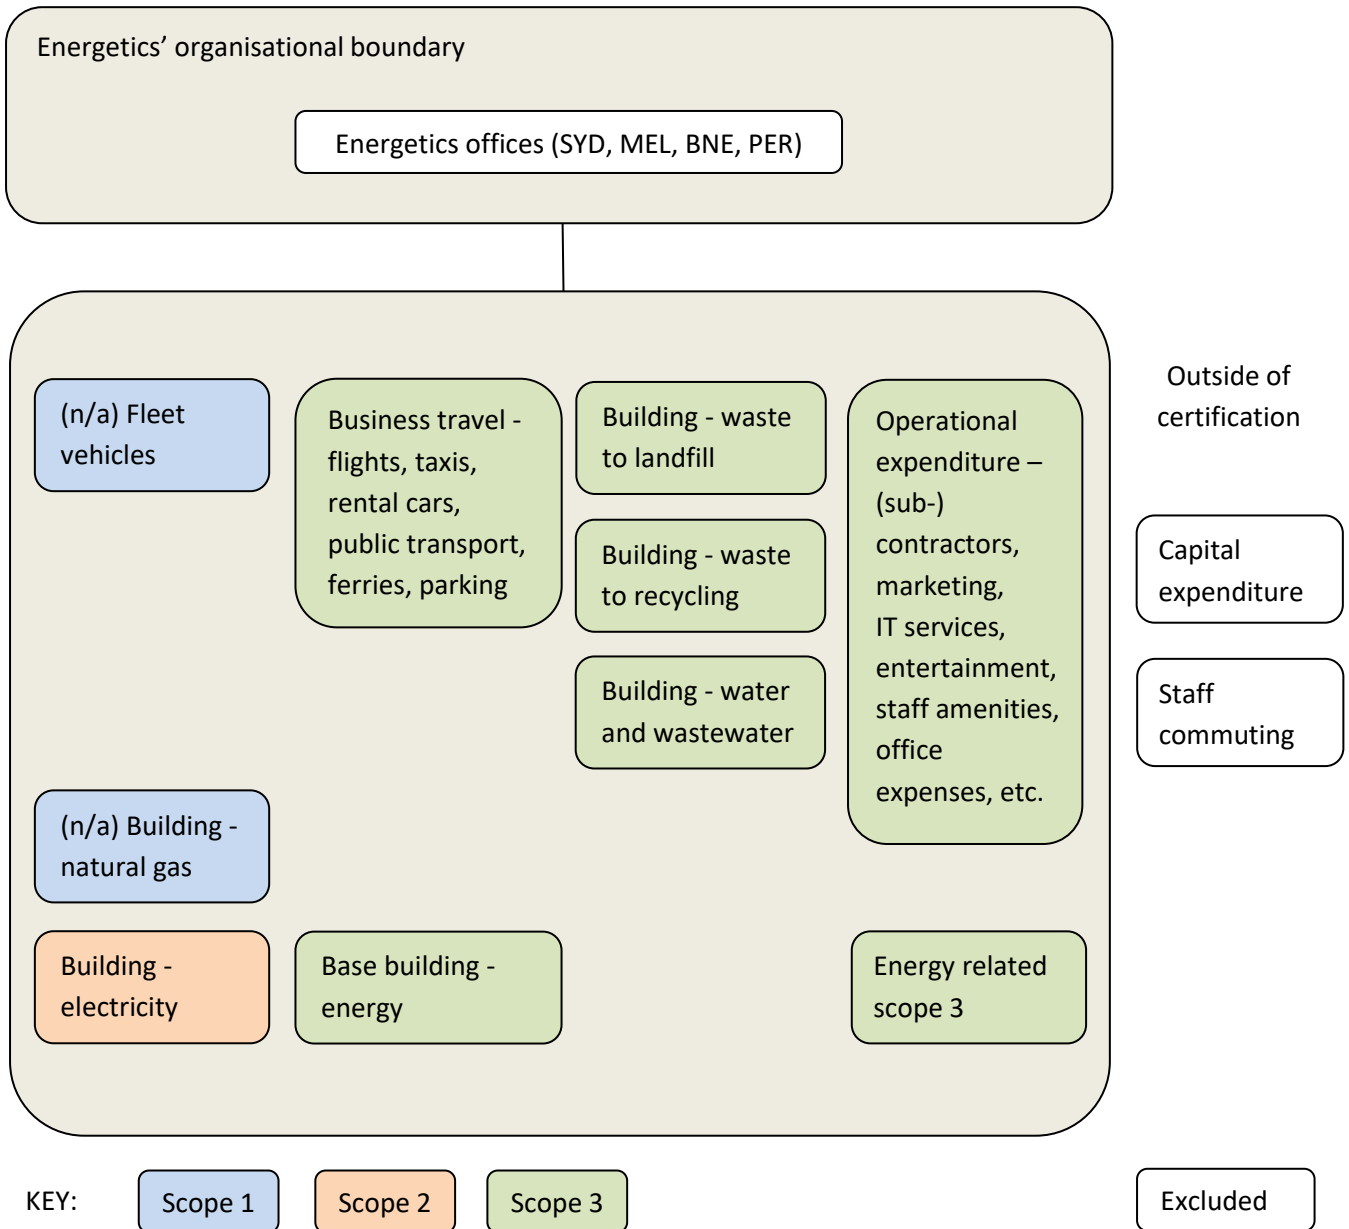 Energetics’ organisational boundary
Energetics offices (SYD, MEL, BNE, PER)
(n/a) Fleet
vehicles
Business travel -
flights, taxis,
rental cars,
public transport,
ferries, parking
Building - waste
to landfill
Building - waste
to recycling
Building - water
and wastewater
Operational
expenditure –
(sub-)
contractors,
marketing,
IT services,
entertainment,
staff amenities,
office
expenses, etc.
Outside of
certification
Capital
expenditure
Staff
commuting
(n/a) Building -
natural gas
Building -
electricity
Base building -
energy
Energy related
scope 3
KEY:
Scope 1
Scope 2
Scope 3
Excluded